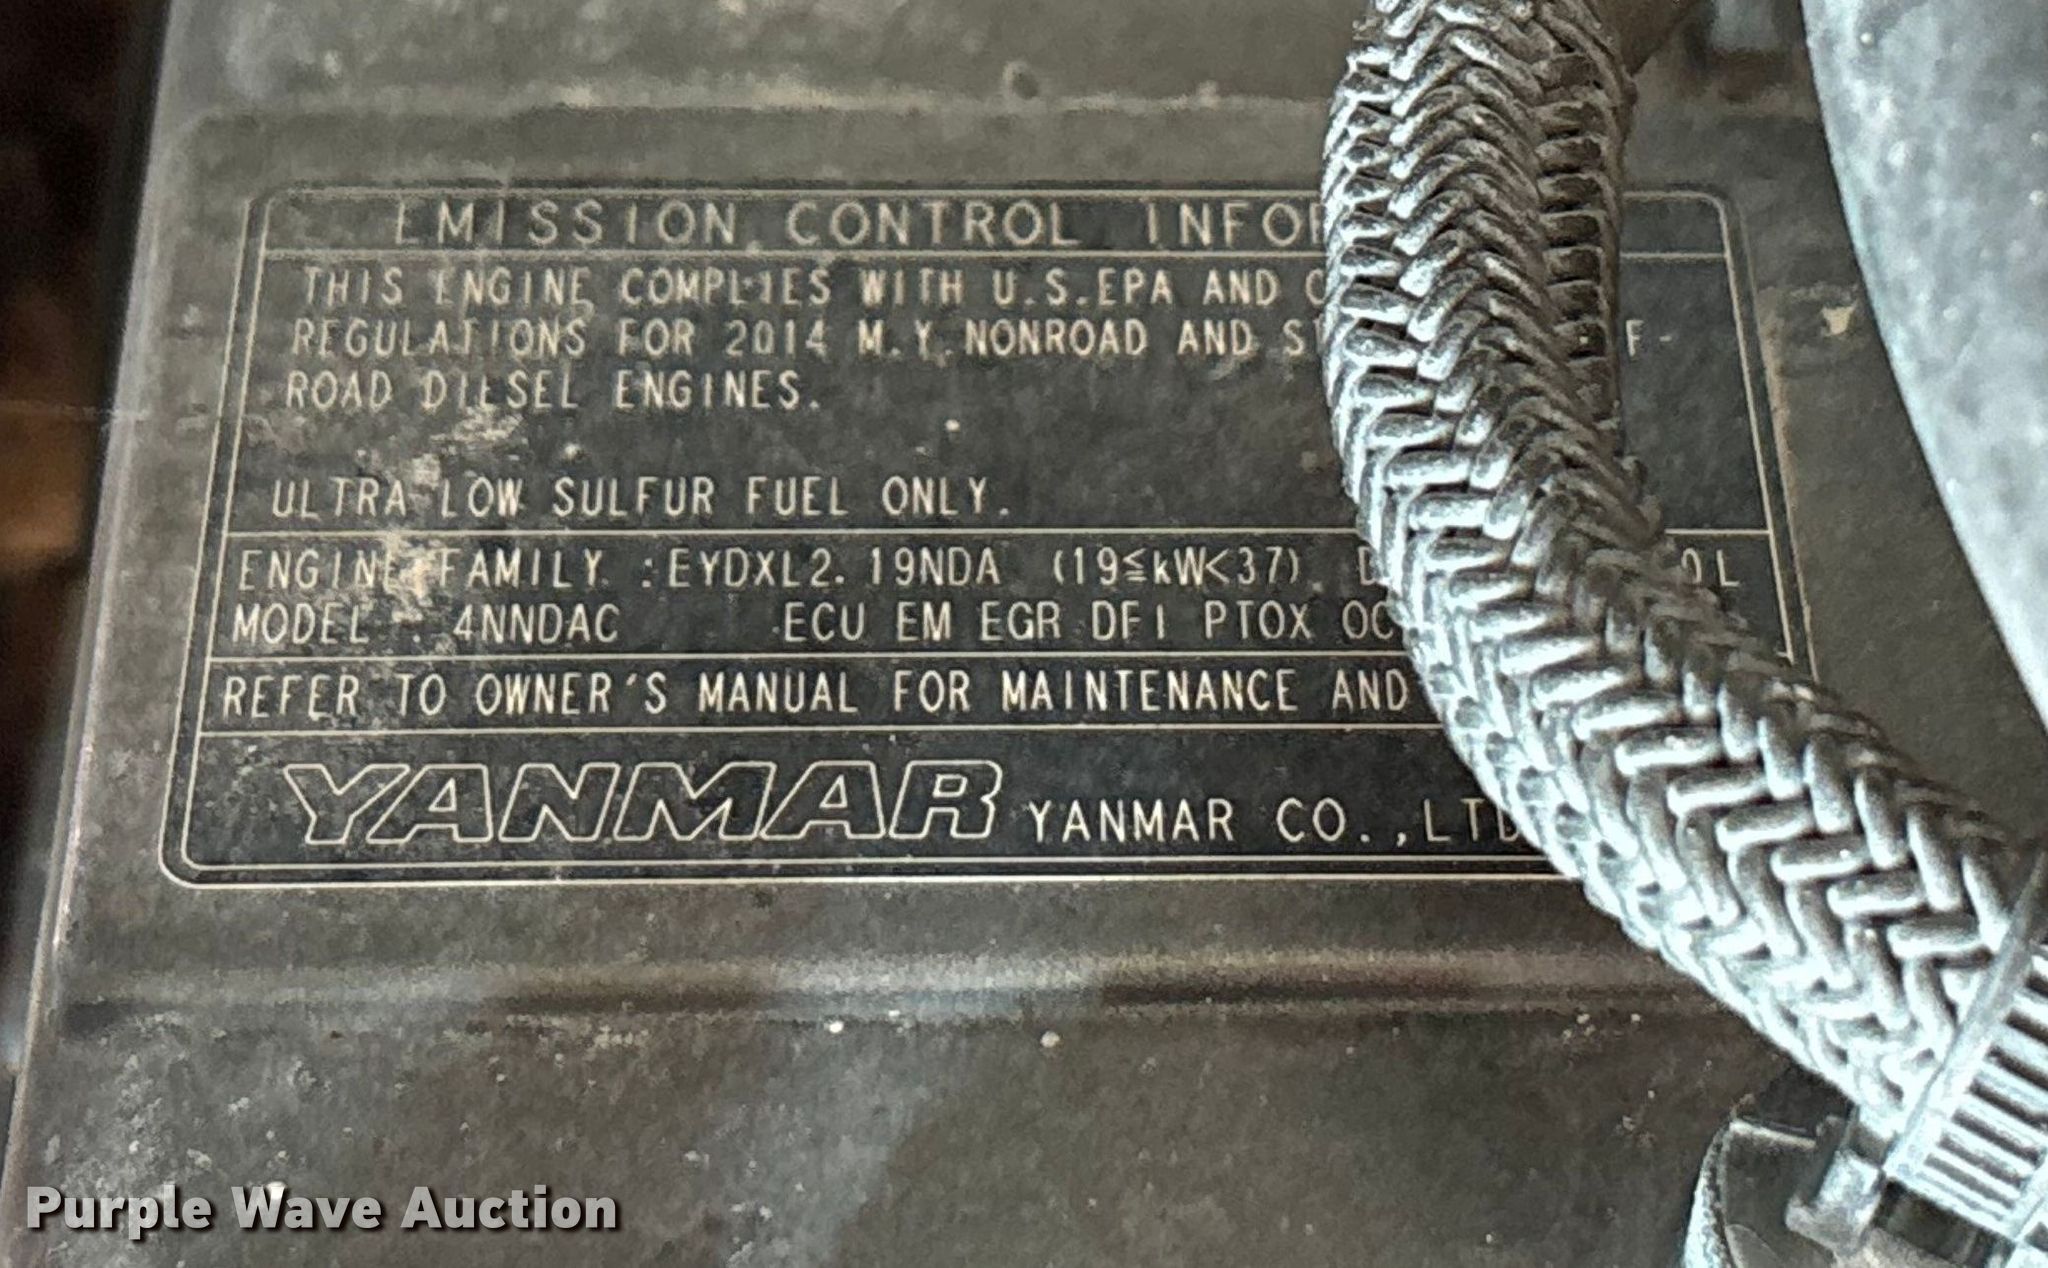 EMISSION CONTROL
THIS ENGINE COMPLIES WITH U.S.EPA AND
REGULATIONS FOR 2014 M.Y.NONROAD AND
ROAD DIESEL ENGINES.
ULTRA LOW SULFUR FUEL ONLY.
ENGINE FAMILY :EYDXL2.19NDA (19≦kW<37)
MODEL : 4NNDAC ECU EM EGR DFI PTOX OC
REFER TO OWNER'S MANUAL FOR MAINTENANCE AND
YANMAR YANMAR CO.,LTD
Purple Wave Auction